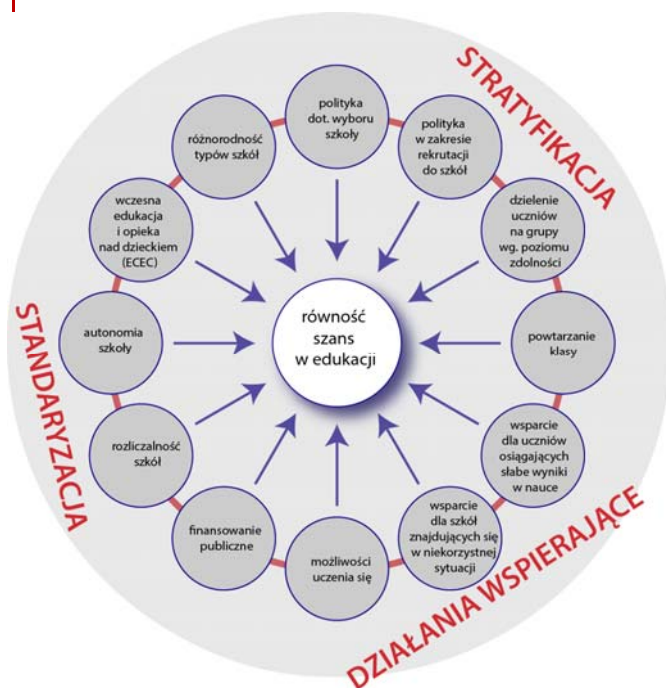 STRATYFIKACJA
polityka
dot. wyboru
szkoły
polityka
w zakresie
rekrutacji
do szkół
dzielenie
uczniów
na grupy
wg. poziomu
zdolności
powtarzanie
klasy
wsparcie
dla uczniów
osiągających
słabe wyniki
w nauce
wsparcie
dla szkół
znajdujących się
w niekorzystnej
sytuacji
DZIAŁANIA WSPIERAJĄCE
możliwości
uczenia się
finansowanie
publiczne
rozliczalność
szkół
STANDARYZACJA
autonomia
szkoły
wczesna
edukacja
i opieka
nad dzieckiem
(ECEC)
różnorodność
typów szkół
równość
szans
w edukacji